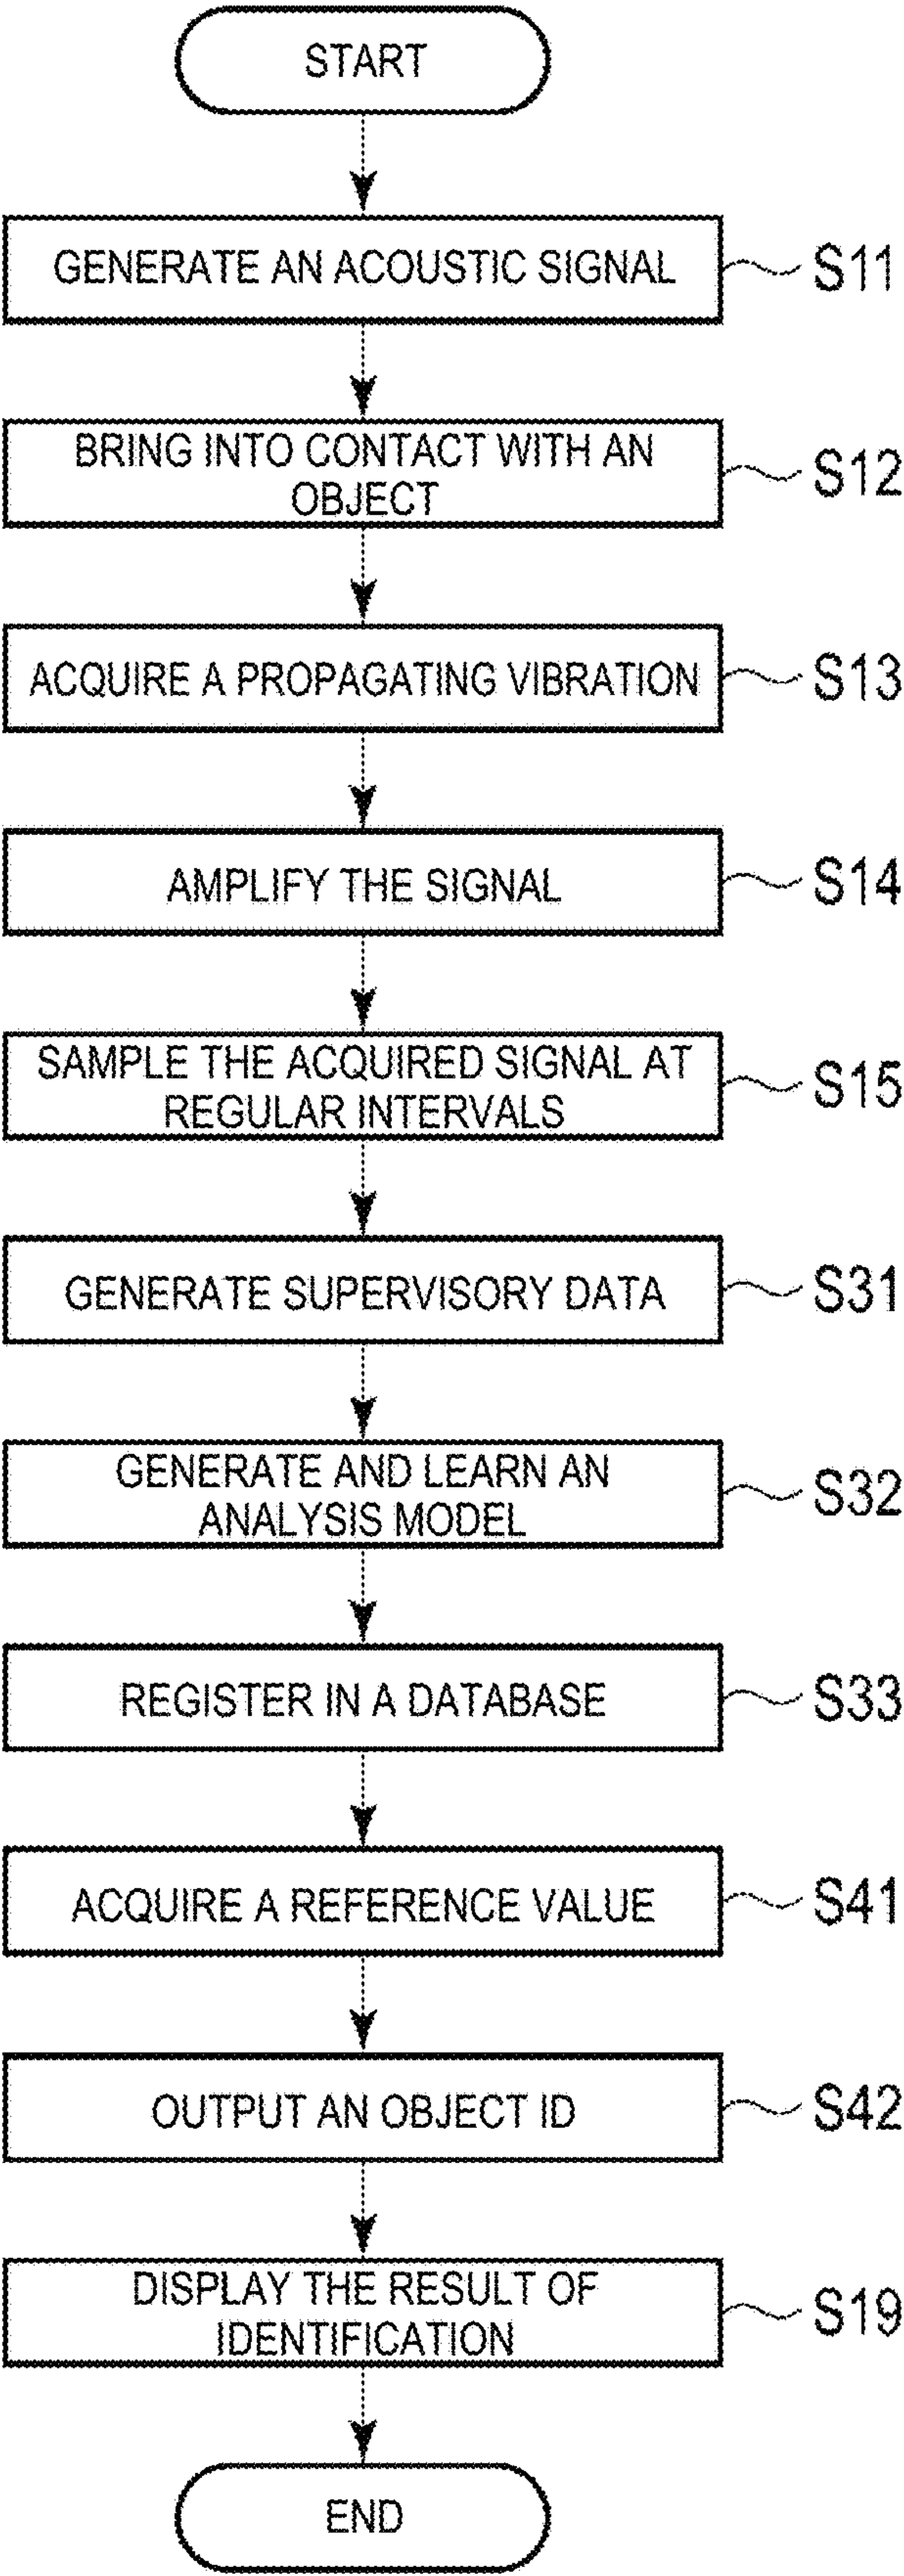 START
GENERATE AN ACOUSTIC SIGNAL
S11
BRING INTO CONTACT WITH AN
OBJECT
S12
ACQUIRE A PROPAGATING VIBRATION
S13
AMPLIFY THE SIGNAL
S14
SAMPLE THE ACQUIRED SIGNAL AT
REGULAR INTERVALS
S15
GENERATE SUPERVISORY DATA
S31
GENERATE AND LEARN AN
ANALYSIS MODEL
S32
REGISTER IN A DATABASE
S33
ACQUIRE A REFERENCE VALUE
S41
OUTPUT AN OBJECT ID
S42
DISPLAY THE RESULT OF
IDENTIFICATION
S19
END